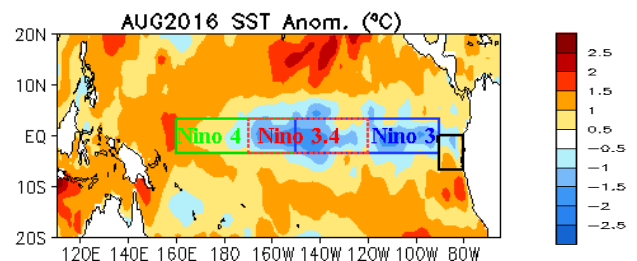 AUG2016 SST Anom. (ºC)
20N
10N
EQ
10S
20S
Nino 4
Nino 3.4
Nino 3
120E 140E 160E 180 160W 140W 120W 100W 80W
2.5
2
1.5
1
0.5
-0.5
-1
-1.5
-2
-2.5